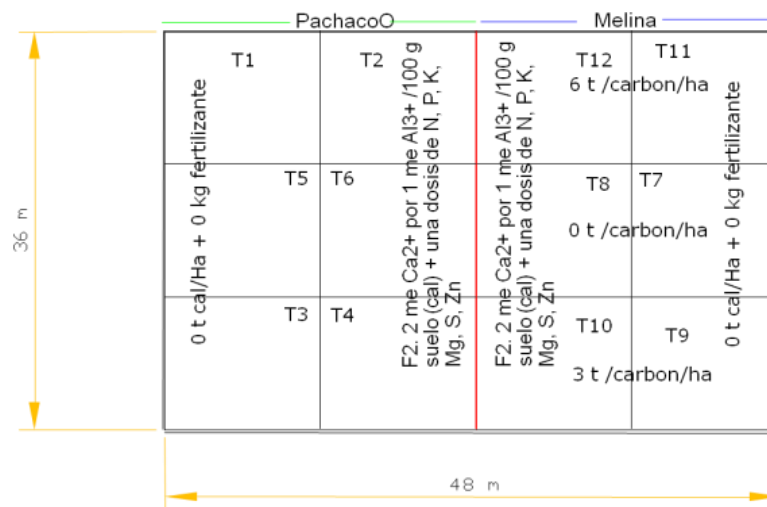 PachacoO
Melina
T1
T2
T12
T11
6 t /carbon/ha
T5
T6
T8
T7
0 t/carbon/ha
T3
T4
T10
T9
3 t /carbon/ha
0 t cal/Ha + 0 kg fertilizante
F2. 2 me Ca2+ por 1 me Al3+ /100 g
suelo (cal) + una dosis de N, P, K,
Mg, S, Zn
F2. 2 me Ca2+ por 1 me Al3+ /100 g
suelo (cal) + una dosis de N, P, K,
Mg, S, Zn
0 t cal/Ha + 0 kg fertilizante
36 m
48 m